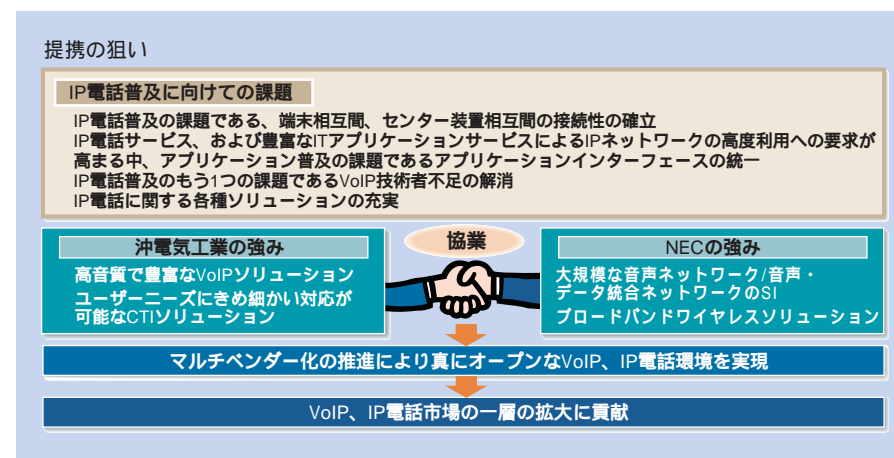 提携の狙い
IP電話普及に向けての課題
IP電話普及の課題である、端末相互間、センター装置相互間の接続性の確立
IP電話サービス、および豊富なITアプリケーションサービスによるIPネットワークの高度利用への要求が
高まる中、アプリケーション普及の課題であるアプリケーションインターフェースの統一
IP電話普及のもう1つの課題であるVoIP技術者不足の解消
IP電話に関する各種ソリューションの充実
沖電気工業の強み
高音質で豊富なVoIPソリューション
ユーザーニーズにきめ細かい対応が
可能なCTIソリューション
協業
NECの強み
大規模な音声ネットワーク/音声・
データ統合ネットワークのSI
ブロードバンドワイヤレスソリューション
マルチベンダー化の推進により真にオープンなVoIP、IP電話環境を実現
VoIP、IP電話市場の一層の拡大に貢献